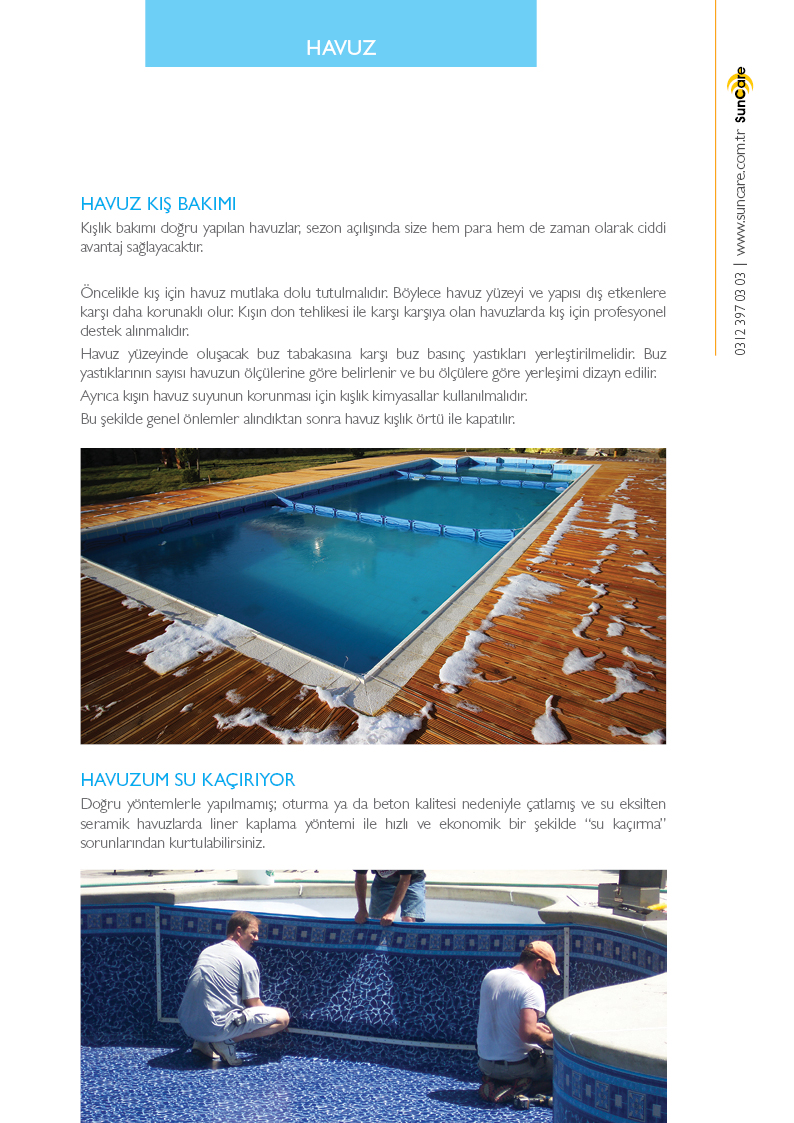 HAVUZ
HAVUZ KIŞ BAKIMI
Kışlık bakımı doğru yapılan havuzlar, sezon açılışında size hem para hem de zaman olarak ciddi
avantaj sağlayacaktır.
Öncelikle kış için havuz mutlaka dolu tutulmalıdır. Böylece havuz yüzeyi ve yapısı dış etkenlere
karşı daha korunaklı olur. Kışın don tehlikesi ile karşı karşıya olan havuzlarda kış için profesyonel
destek alınmalıdır.
Havuz yüzeyinde oluşacak buz tabakasına karşı buz basınç yastıkları yerleştirilmelidir. Buz
yastıklarının sayısı havuzun ölçülerine göre belirlenir ve bu ölçülere göre yerleşimi dizayn edilir.
Ayrıca kışın havuz suyunun korunması için kışlık kimyasallar kullanılmalıdır.
Bu şekilde genel önlemler alındıktan sonra havuz kışlık örtü ile kapatılır.
HAVUZUM SU KAÇIRIYOR
Doğru yöntemlerle yapılmamış; oturma ya da beton kalitesi nedeniyle çatlamış ve su eksilten
seramik havuzlarda liner kaplama yöntemi ile hızlı ve ekonomik bir şekilde “su kaçırma”
sorunlarından kurtulabilirsiniz.
0312 397 03 03 | www.suncare.com.tr SunCare